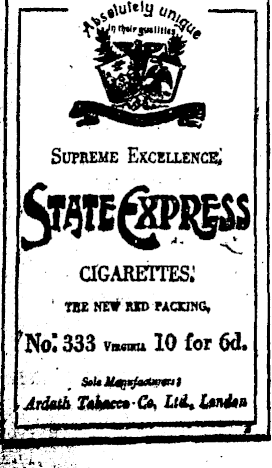 Absolutely unique
in their qualities
SUPREME EXCELLENCE,
STATE EXPRESS
CIGARETTES.
THE NEW RED PACKING,
No. 333 VIRGINIA 10 for 6d.
Sole Manufacturers:
Ardath Tobacco Co, Ltd, London